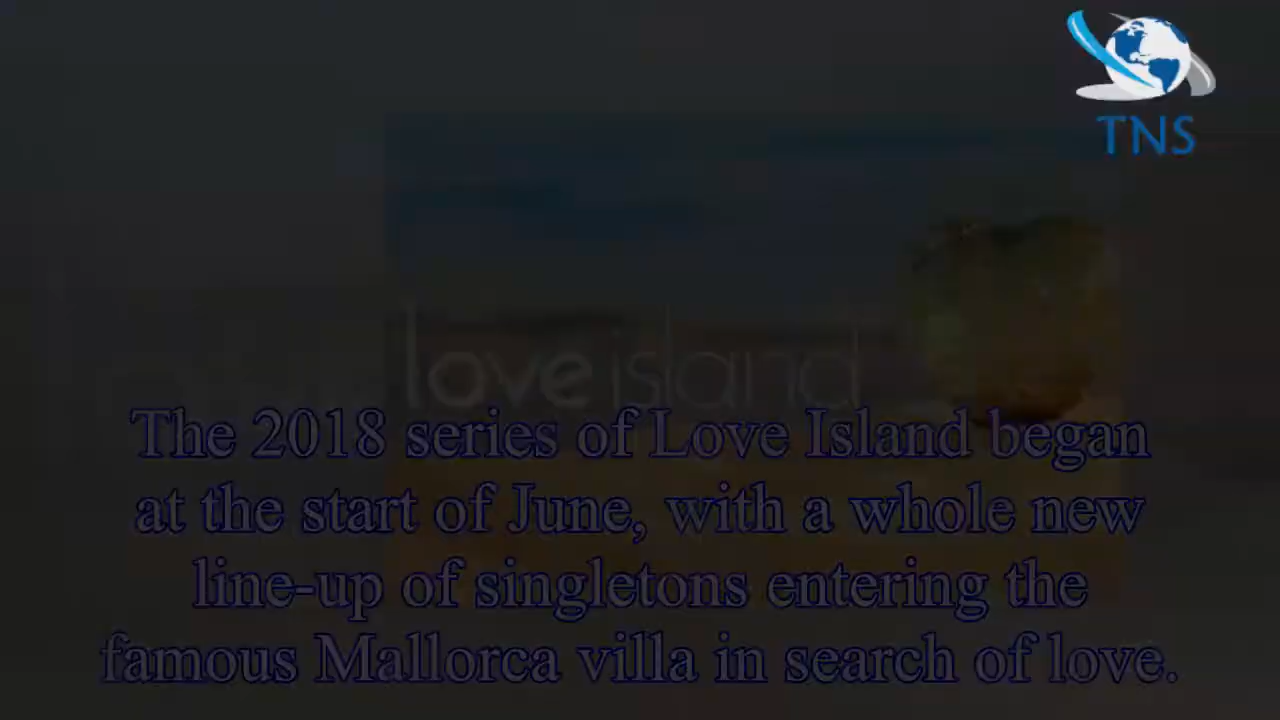 TNS
love island
The 2018 series of Love Island began
at the start of June, with a whole new
line-up of singletons entering the
famous Mallorca villa in search of love.